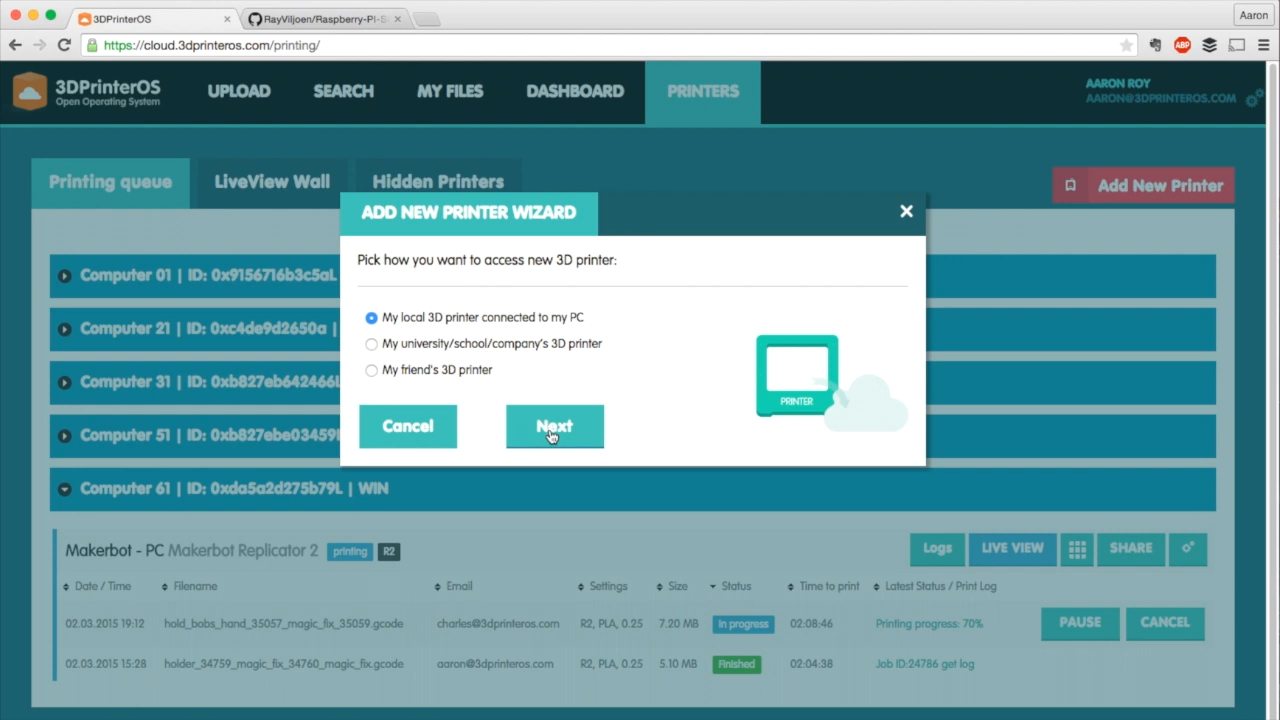 3DPrinterOS
RayViljoen/Raspberry-PI-S
Aaron
https://cloud.3dprinteros.com/printing/
ABP
3DPrinterOS
Open Operating System
UPLOAD
SEARCH
MY FILES
DASHBOARD
PRINTERS
AARON ROY
AARON@3DPRINTEROS.COM
Printing queue
LiveView Wall
Hidden Printers
Add New Printer
ADD NEW PRINTER WIZARD
Pick how you want to access new 3D printer:
My local 3D printer connected to my PC
My university/school/company's 3D printer
My friend's 3D printer
PRINTER
Cancel
Next
Computer 01 | ID: 0x9156716b3c5aL
Computer 21 | ID: 0xc4de9d2650a |
Computer 31 | ID: 0xb827eb642466L
Computer 51 | ID: 0xb827ebe03459L
Computer 61 | ID: 0xda5a2d275b79L | WIN
Makerbot - PC Makerbot Replicator 2 printing R2
Logs LIVE VIEW SHARE
Date / Time Filename Email Settings Size Status Time to print Latest Status / Print Log
02.03.2015 19:12 hold_bobs_hand_35057_magic_fix_35059.gcode charles@3dprinteros.com R2, PLA, 0.25 7.20 MB In progress 02:08:46 Printing progress: 70% PAUSE CANCEL
02.03.2015 15:28 holder_34759_magic_fix_34760_magic_fix.gcode aaron@3dprinteros.com R2, PLA, 0.25 5.10 MB Finished 02:04:38 Job ID:24786 get log